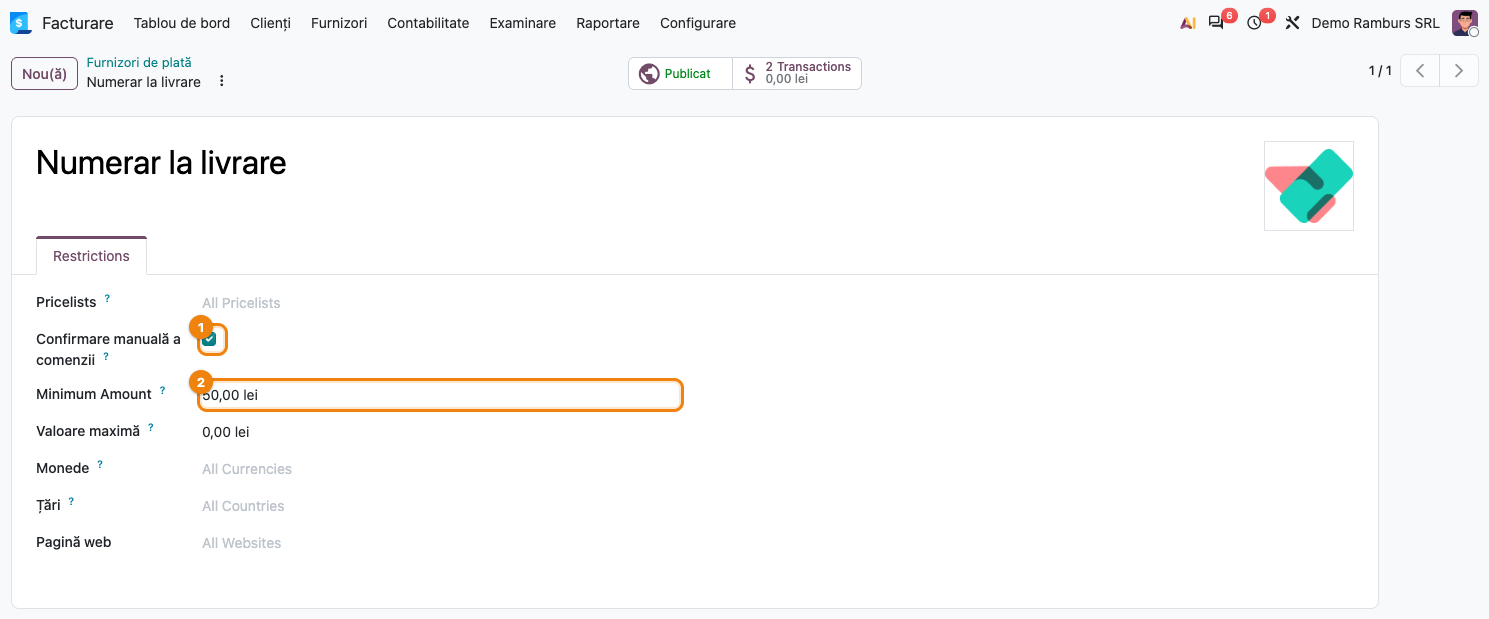 Facturare Tablou de bord Clienți Furnizori Contabilitate Examinare Raportare Configurare AI 6 1 Demo Ramburs SRL
Nou(ă) Furnizori de plată
Numerar la livrare
Publicat
$ 2 Transactions
0,00 lei
1 / 1
Numerar la livrare
Restrictions
Pricelists ? All Pricelists
Confirmare manuală a
comenzii ?
1
Minimum Amount ? 2 50,00 lei
Valoare maximă ? 0,00 lei
Monede ? All Currencies
Țări ? All Countries
Pagină web All Websites